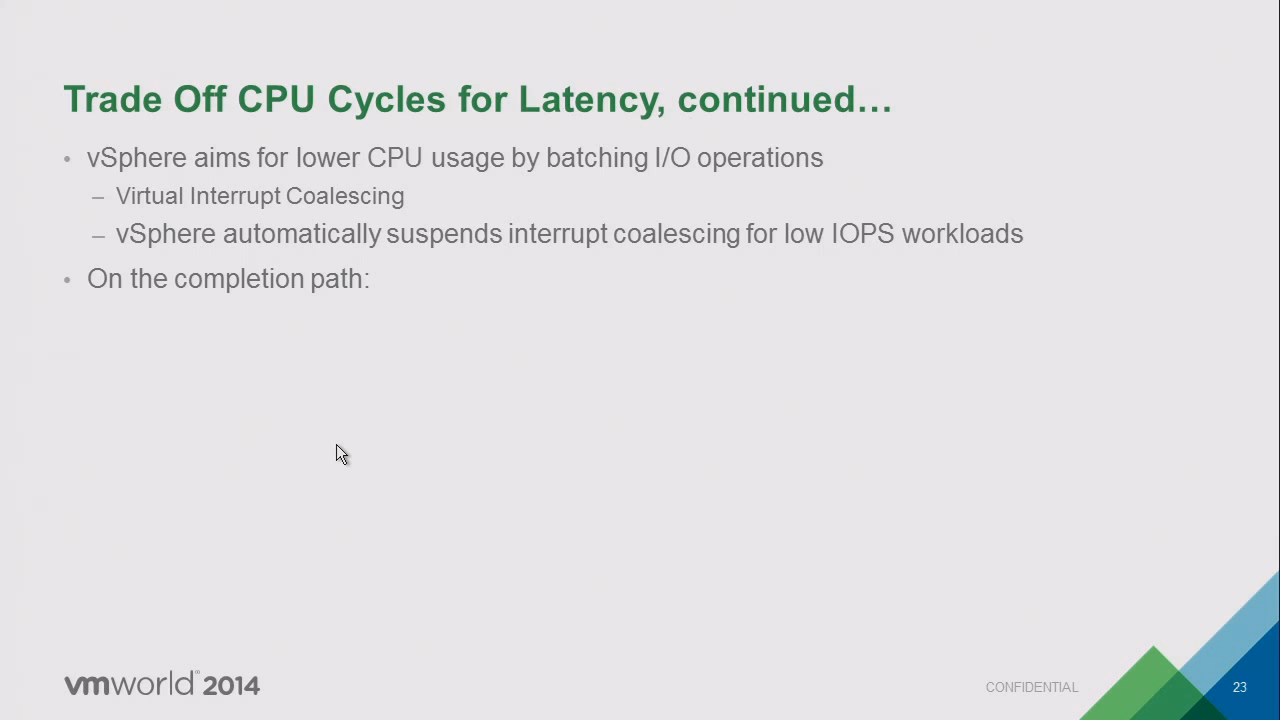 Trade Off CPU Cycles for Latency, continued…
• vSphere aims for lower CPU usage by batching I/O operations
– Virtual Interrupt Coalescing
– vSphere automatically suspends interrupt coalescing for low IOPS workloads
• On the completion path:
vmworld™ 2014
CONFIDENTIAL
23